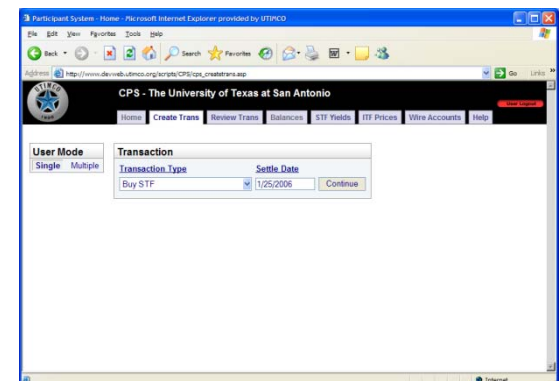 Participant System - Home - Microsoft Internet Explorer provided by UTIMCO
File Edit View Favorites Tools Help
Back Search Favorites
Address http://www.devweb.utimco.org/scripts/CPS/cps_createtrans.asp Go Links »
UTIMCO
CPS - The University of Texas at San Antonio
User Logout
Home Create Trans Review Trans Balances STF Yields ITF Prices Wire Accounts Help
User Mode
Single Multiple
Transaction
Transaction Type Settle Date
Buy STF 1/25/2006 Continue
Internet